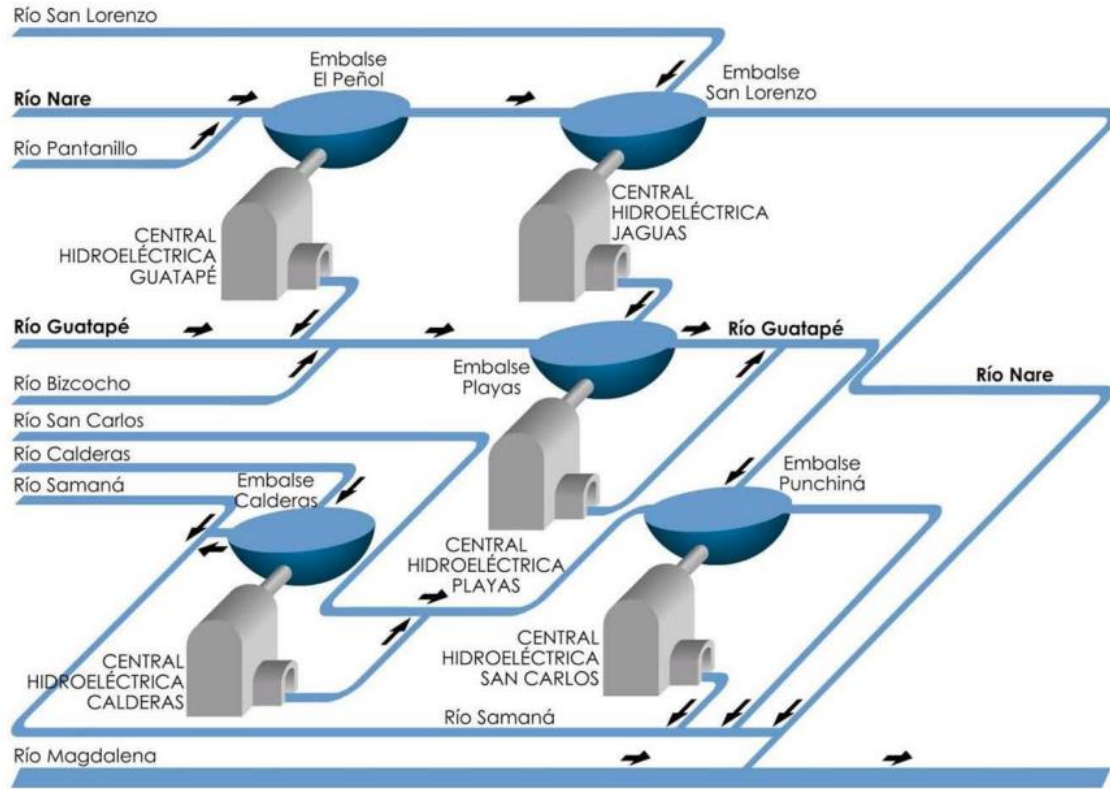 Río San Lorenzo
Embalse
El Peñol
Embalse
San Lorenzo
Río Nare
Río Pantanillo
CENTRAL
HIDROELÉCTRICA
GUATAPÉ
CENTRAL
HIDROELÉCTRICA
JAGUAS
Río Guatapé
Río Guatapé
Embalse
Playas
Río Bizcocho
Río Nare
Río San Carlos
Río Calderas
Río Samaná
Embalse
Calderas
Embalse
Punchiná
CENTRAL
HIDROELÉCTRICA
PLAYAS
CENTRAL
HIDROELÉCTRICA
CALDERAS
CENTRAL
HIDROELÉCTRICA
SAN CARLOS
Río Samaná
Río Magdalena